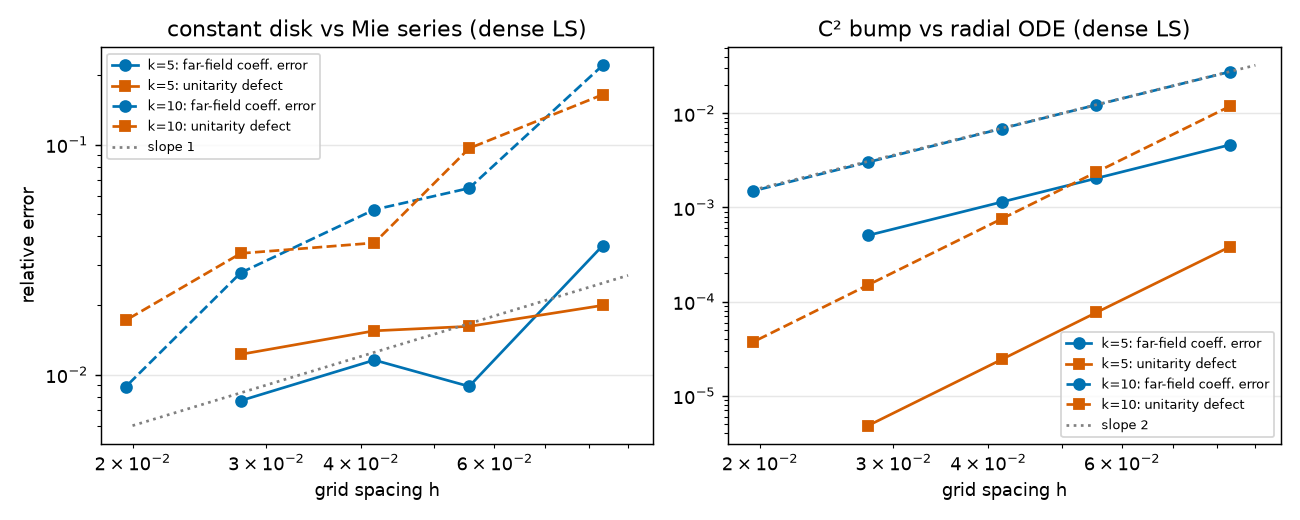 constant disk vs Mie series (dense LS)
k=5: far-field coeff. error
k=5: unitarity defect
k=10: far-field coeff. error
k=10: unitarity defect
slope 1
relative error
10⁻¹
10⁻²
2 × 10⁻²
3 × 10⁻²
4 × 10⁻²
6 × 10⁻²
grid spacing h
C² bump vs radial ODE (dense LS)
10⁻²
10⁻³
10⁻⁴
10⁻⁵
k=5: far-field coeff. error
k=5: unitarity defect
k=10: far-field coeff. error
k=10: unitarity defect
slope 2
2 × 10⁻²
3 × 10⁻²
4 × 10⁻²
6 × 10⁻²
grid spacing h